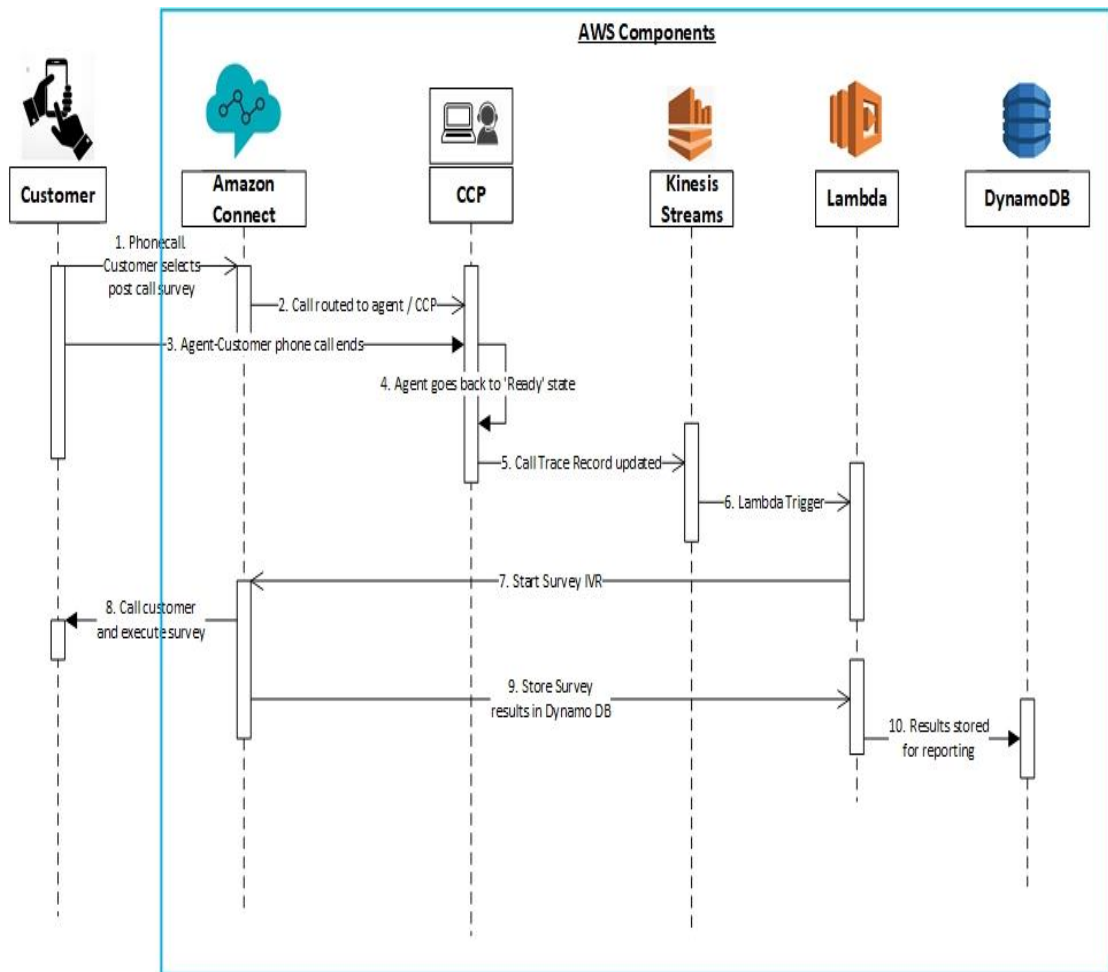 AWS Components
Customer
Amazon
Connect
CCP
Kinesis
Streams
Lambda
DynamoDB
1. Phonecall.
Customer selects
post call survey
2. Call routed to agent / CCP
3. Agent-Customer phone call ends
4. Agent goes back to 'Ready' state
5. Call Trace Record updated
6. Lambda Trigger
7. Start Survey IVR
8. Call customer
and execute survey
9. Store Survey
results in Dynamo DB
10. Results stored
for reporting